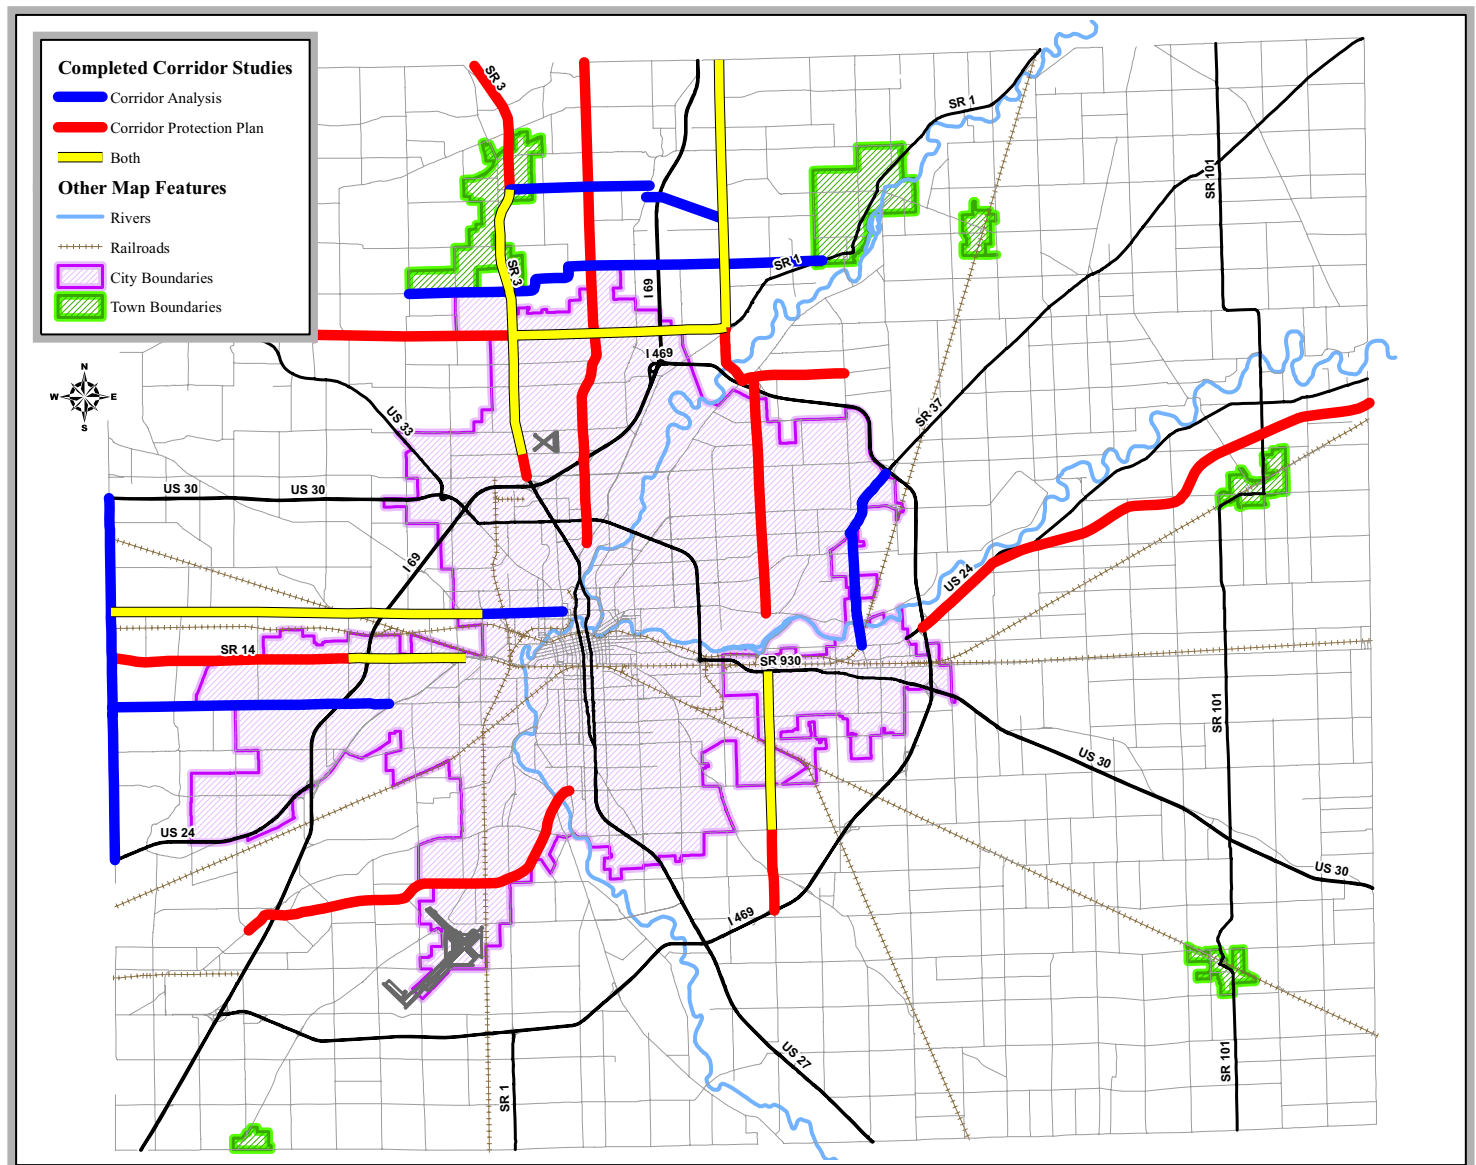 Completed Corridor Studies
Corridor Analysis
Corridor Protection Plan
Both
Other Map Features
Rivers
Railroads
City Boundaries
Town Boundaries
N
W E
S
SR 3
SR 1
SR 101
SR 3
SR 1
I 69
I 469
US 33
SR 37
US 30
US 30
I 69
US 24
SR 14
SR 930
SR 101
US 30
US 24
US 30
I 469
US 27
SR 1
SR 101